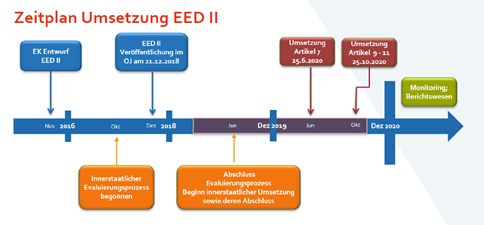 Zeitplan Umsetzung EED II
EK Entwurf
EED II
EED II
Veröffentlichung im
OJ am 21.12.2018
Umsetzung
Artikel 7
25.6.2020
Umsetzung
Artikel 9 - 11
25.10.2020
Monitoring;
Berichtswesen
Nov 2016 Okt Dez 2018 Jun Dez 2019 Jun Okt Dez 2020
Innerstaatlicher
Evaluierungsprozess
begonnen
Abschluss
Evaluierungsprozess
Beginn innerstaatlicher Umsetzung
sowie deren Abschluss